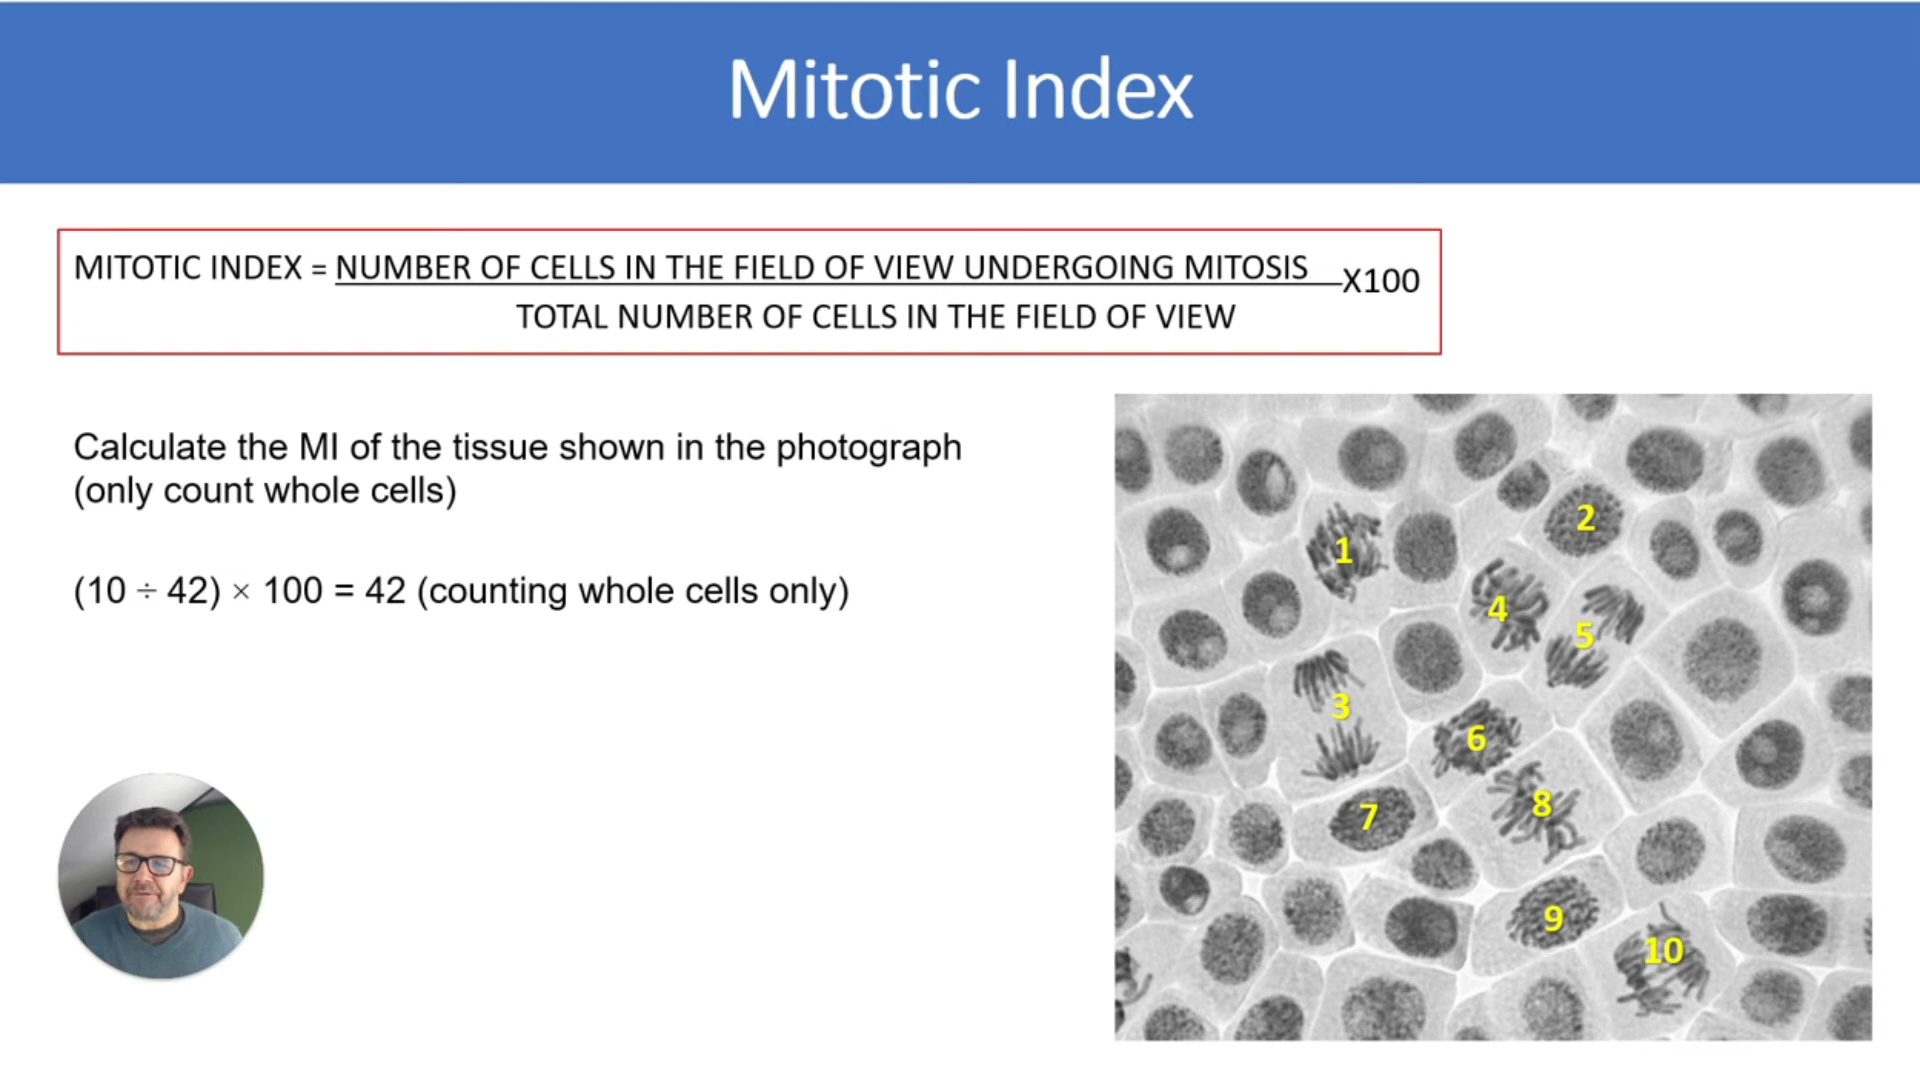 Mitotic Index
MITOTIC INDEX = NUMBER OF CELLS IN THE FIELD OF VIEW UNDERGOING MITOSIS X100
TOTAL NUMBER OF CELLS IN THE FIELD OF VIEW
Calculate the MI of the tissue shown in the photograph
(only count whole cells)
(10 ÷ 42) × 100 = 42 (counting whole cells only)
1
2
3
4
5
6
7
8
9
10